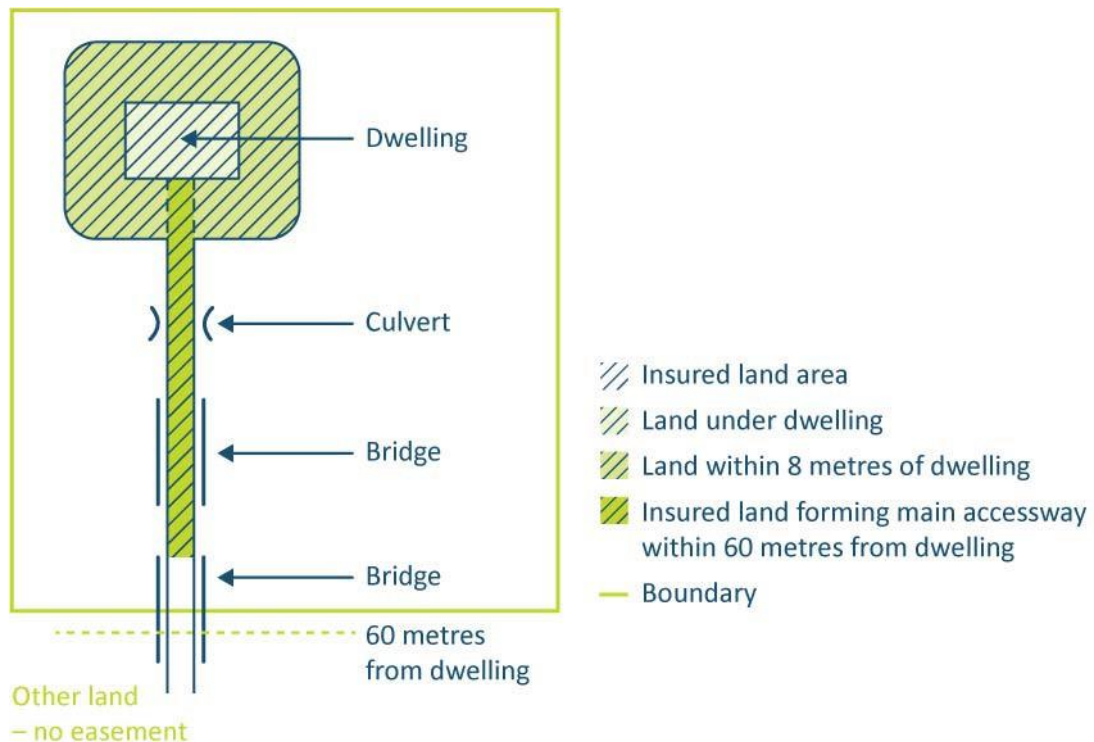 Dwelling
Culvert
Bridge
Bridge
60 metres
from dwelling
Other land
– no easement
Insured land area
Land under dwelling
Land within 8 metres of dwelling
Insured land forming main accessway
within 60 metres from dwelling
Boundary